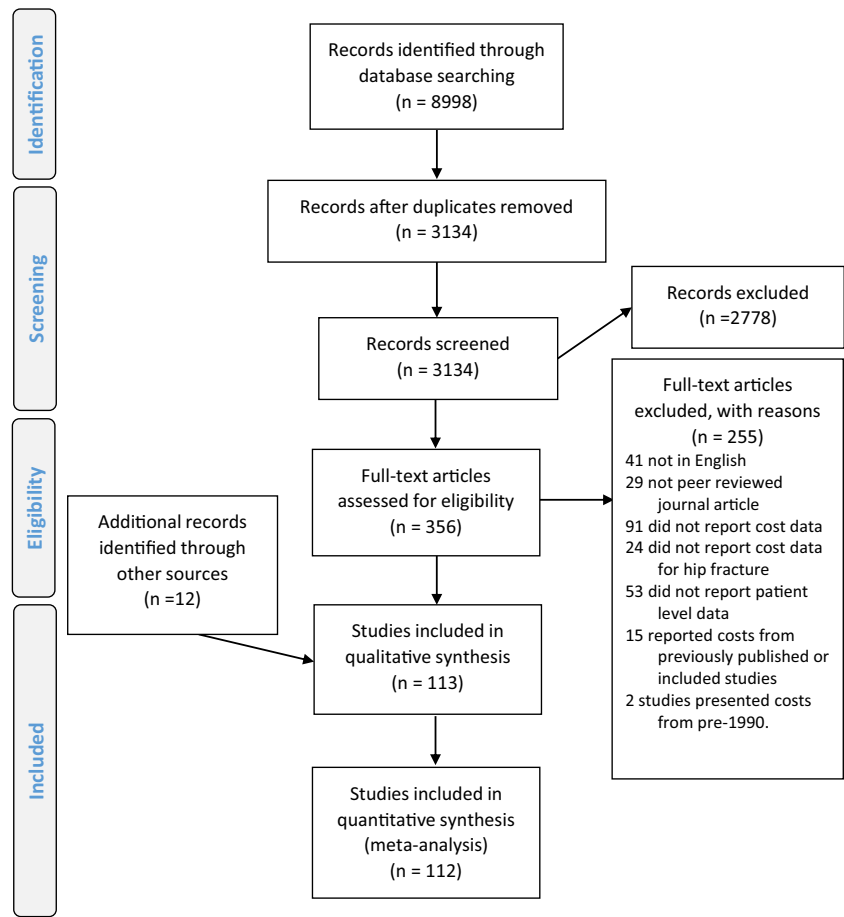 Identification
Records identified through
database searching
(n = 8998)
Screening
Records after duplicates removed
(n = 3134)
Records screened
(n = 3134)
Records excluded
(n =2778)
Eligibility
Full-text articles
assessed for eligibility
(n = 356)
Full-text articles
excluded, with reasons
(n = 255)
41 not in English
29 not peer reviewed
journal article
91 did not report cost data
24 did not report cost data
for hip fracture
53 did not report patient
level data
15 reported costs from
previously published or
included studies
2 studies presented costs
from pre-1990.
Additional records
identified through
other sources
(n =12)
Included
Studies included in
qualitative synthesis
(n = 113)
Studies included in
quantitative synthesis
(meta-analysis)
(n = 112)